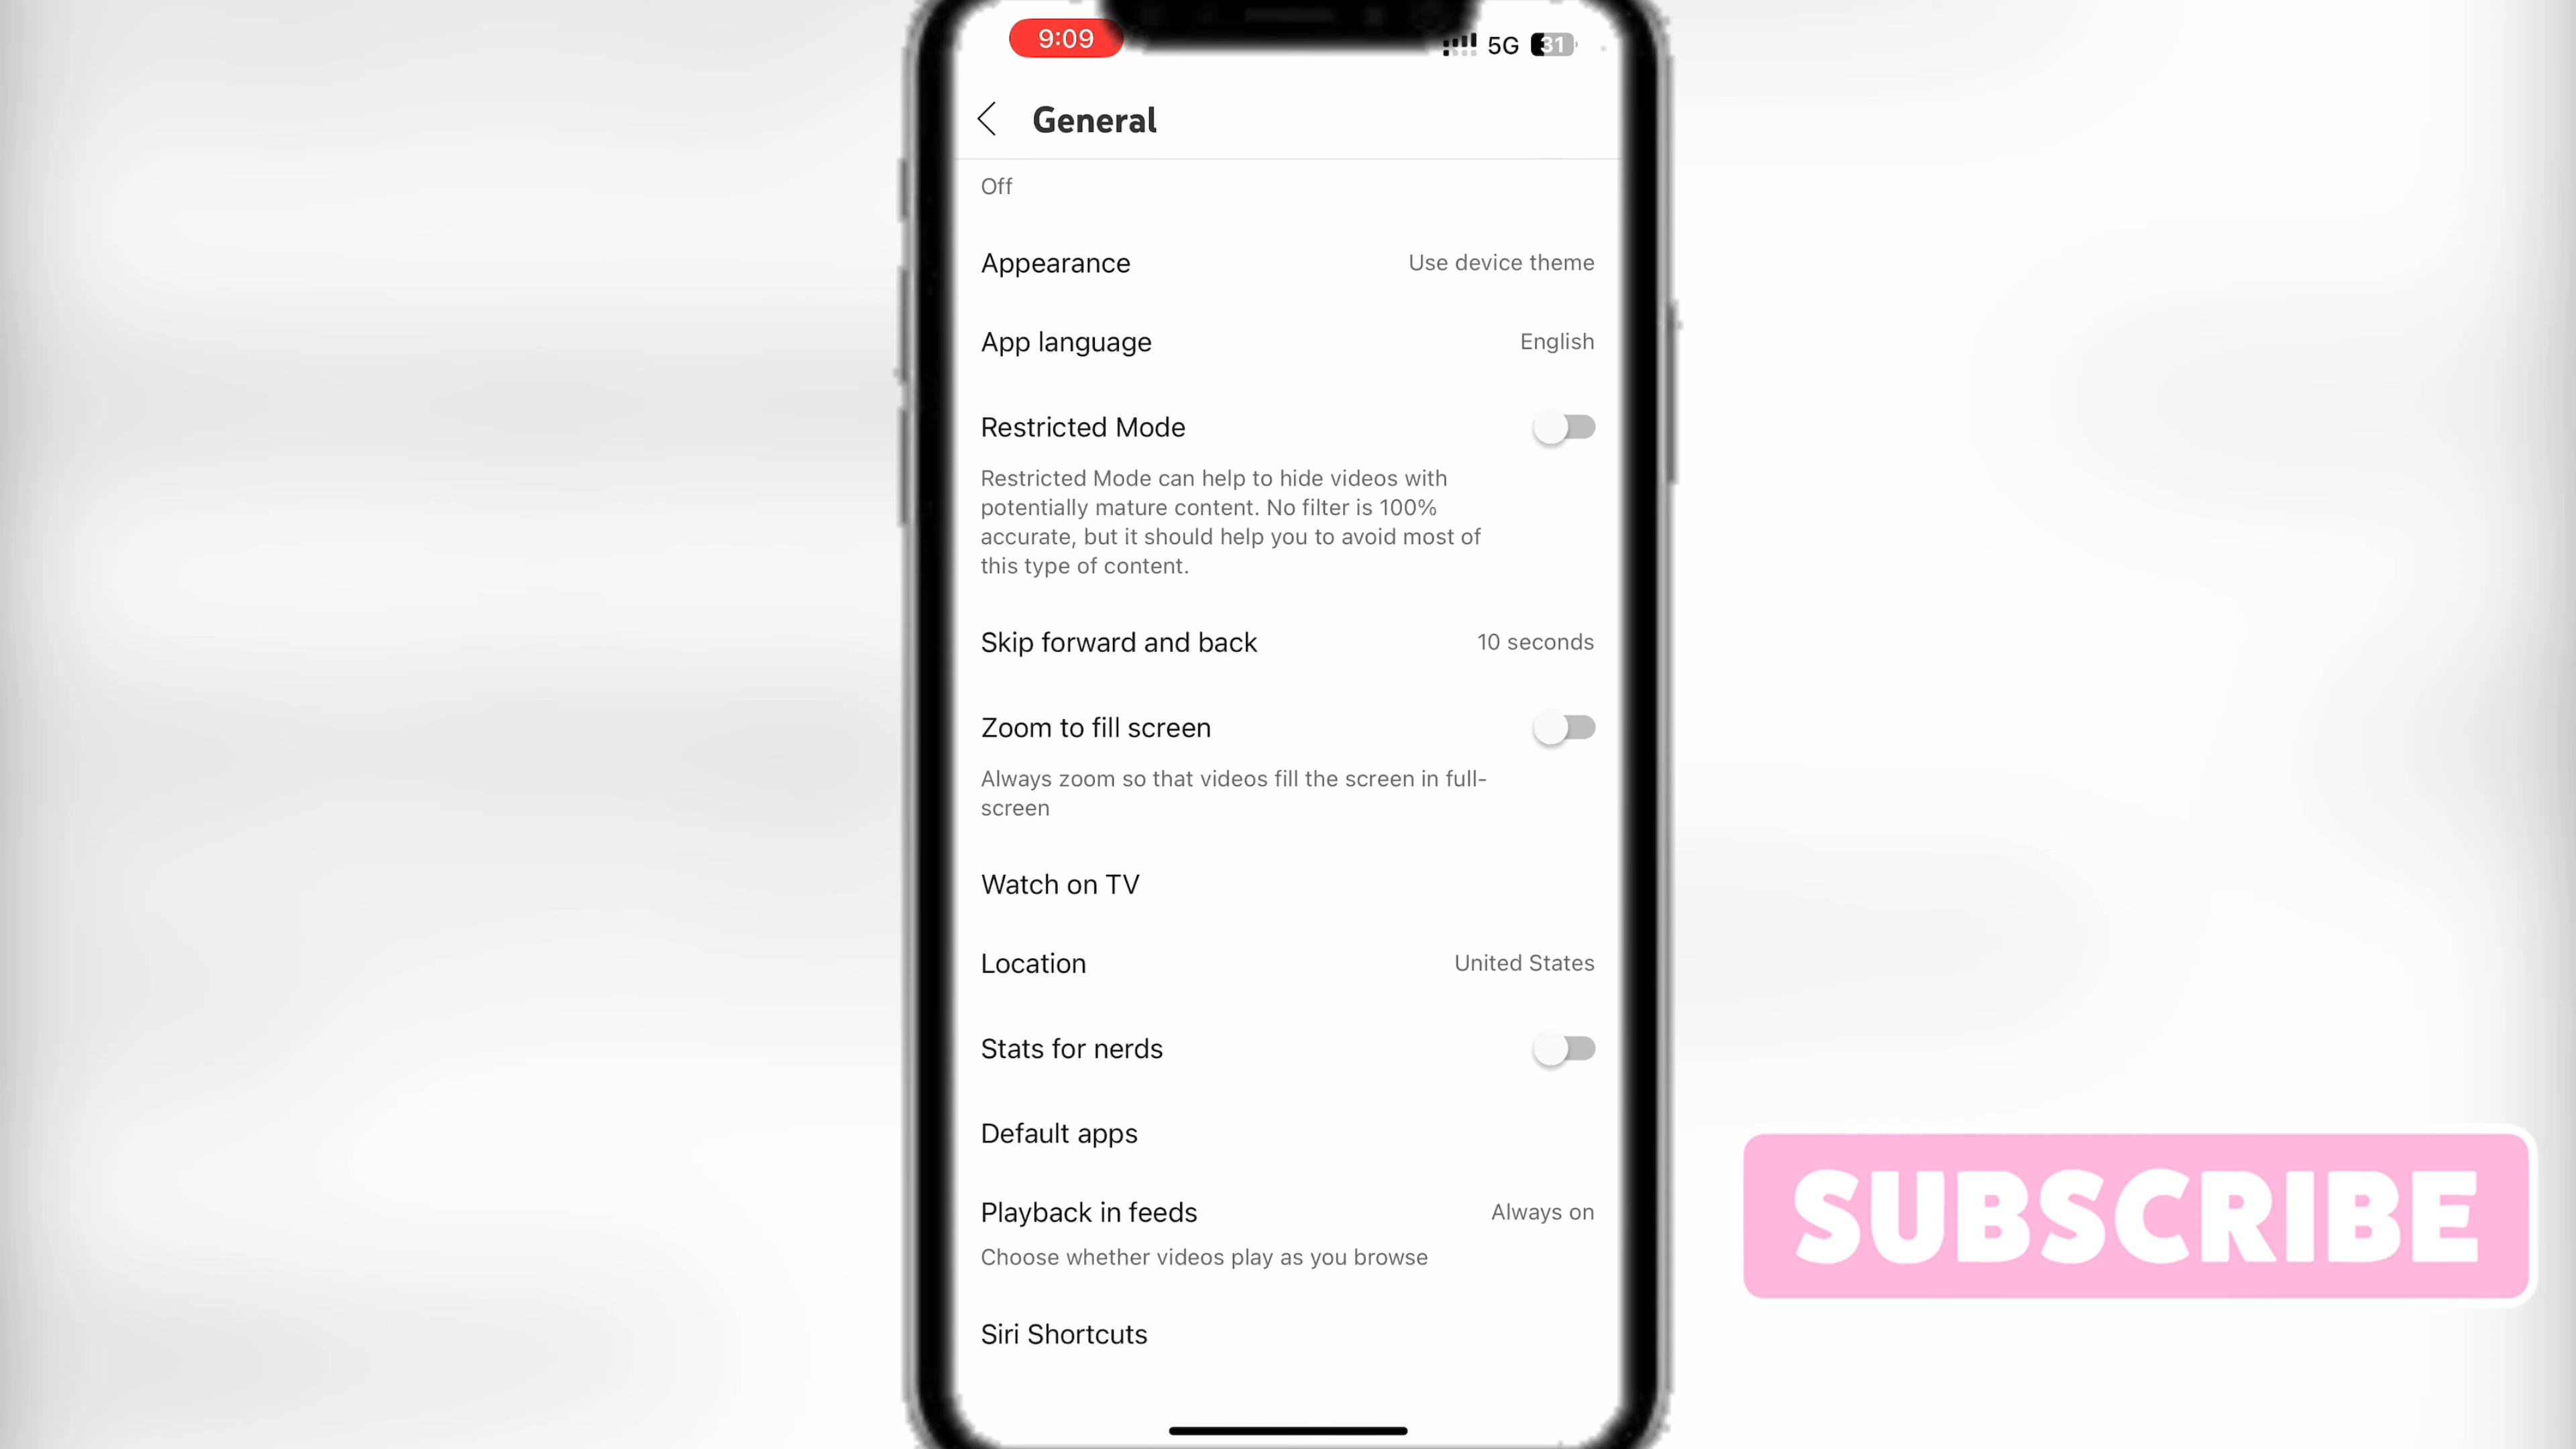 9:09
5G 31
General
Off
Appearance Use device theme
App language English
Restricted Mode
Restricted Mode can help to hide videos with
potentially mature content. No filter is 100%
accurate, but it should help you to avoid most of
this type of content.
Skip forward and back 10 seconds
Zoom to fill screen
Always zoom so that videos fill the screen in full-
screen
Watch on TV
Location United States
Stats for nerds
Default apps
Playback in feeds Always on
Choose whether videos play as you browse
Siri Shortcuts
SUBSCRIBE